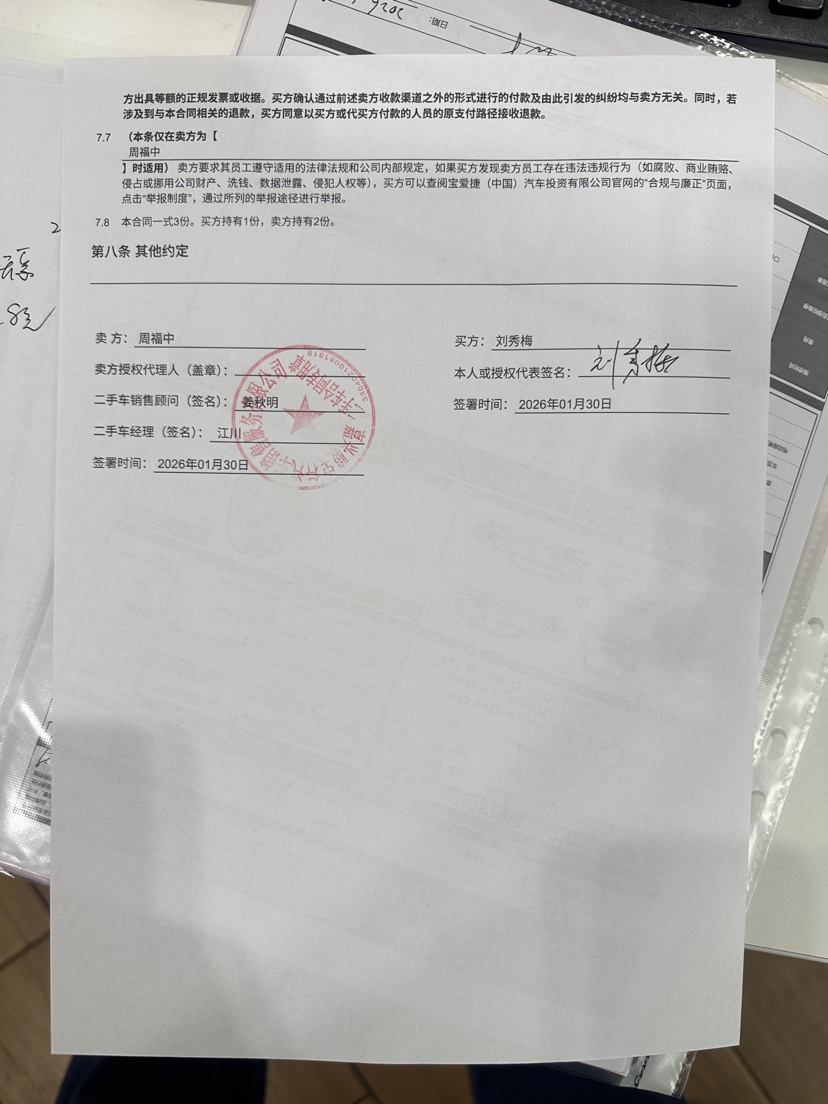 方出具等额的正规发票或收据。买方确认通过前述卖方收款渠道之外的形式进行的付款及由此引发的纠纷均与卖方无关。同时，若
涉及到与本合同相关的退款，买方同意以买方或代买方付款的人员的原支付路径接收退款。
7.7 （本条仅在卖方为【
周福中
】时适用）卖方要求其员工遵守适用的法律法规和公司内部规定，如果买方发现卖方员工存在违法违规行为（如腐败、商业贿赂、
侵占或挪用公司财产、洗钱、数据泄露、侵犯人权等），买方可以查阅宝爱捷（中国）汽车投资有限公司官网的“合规与廉正”页面，
点击“举报制度”，通过所列的举报途径进行举报。
7.8 本合同一式3份。买方持有1份，卖方持有2份。
第八条 其他约定
卖 方： 周福中
卖方授权代理人（盖章）：
二手车销售顾问（签名）： 姜秋明
二手车经理（签名）： 江川
签署时间： 2026年01月30日
买方： 刘秀梅
本人或授权代表签名： 刘秀梅
签署时间： 2026年01月30日
二手车合同专用章
日期：